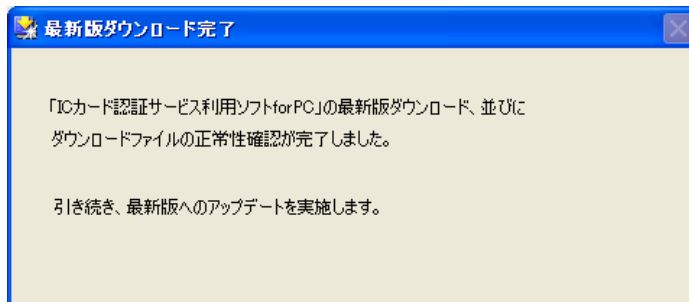 最新版ダウンロード完了
「ICカード認証サービス利用ソフトforPC」の最新版ダウンロード、並びに
ダウンロードファイルの正常性確認が完了しました。
引き続き、最新版へのアップデートを実施します。